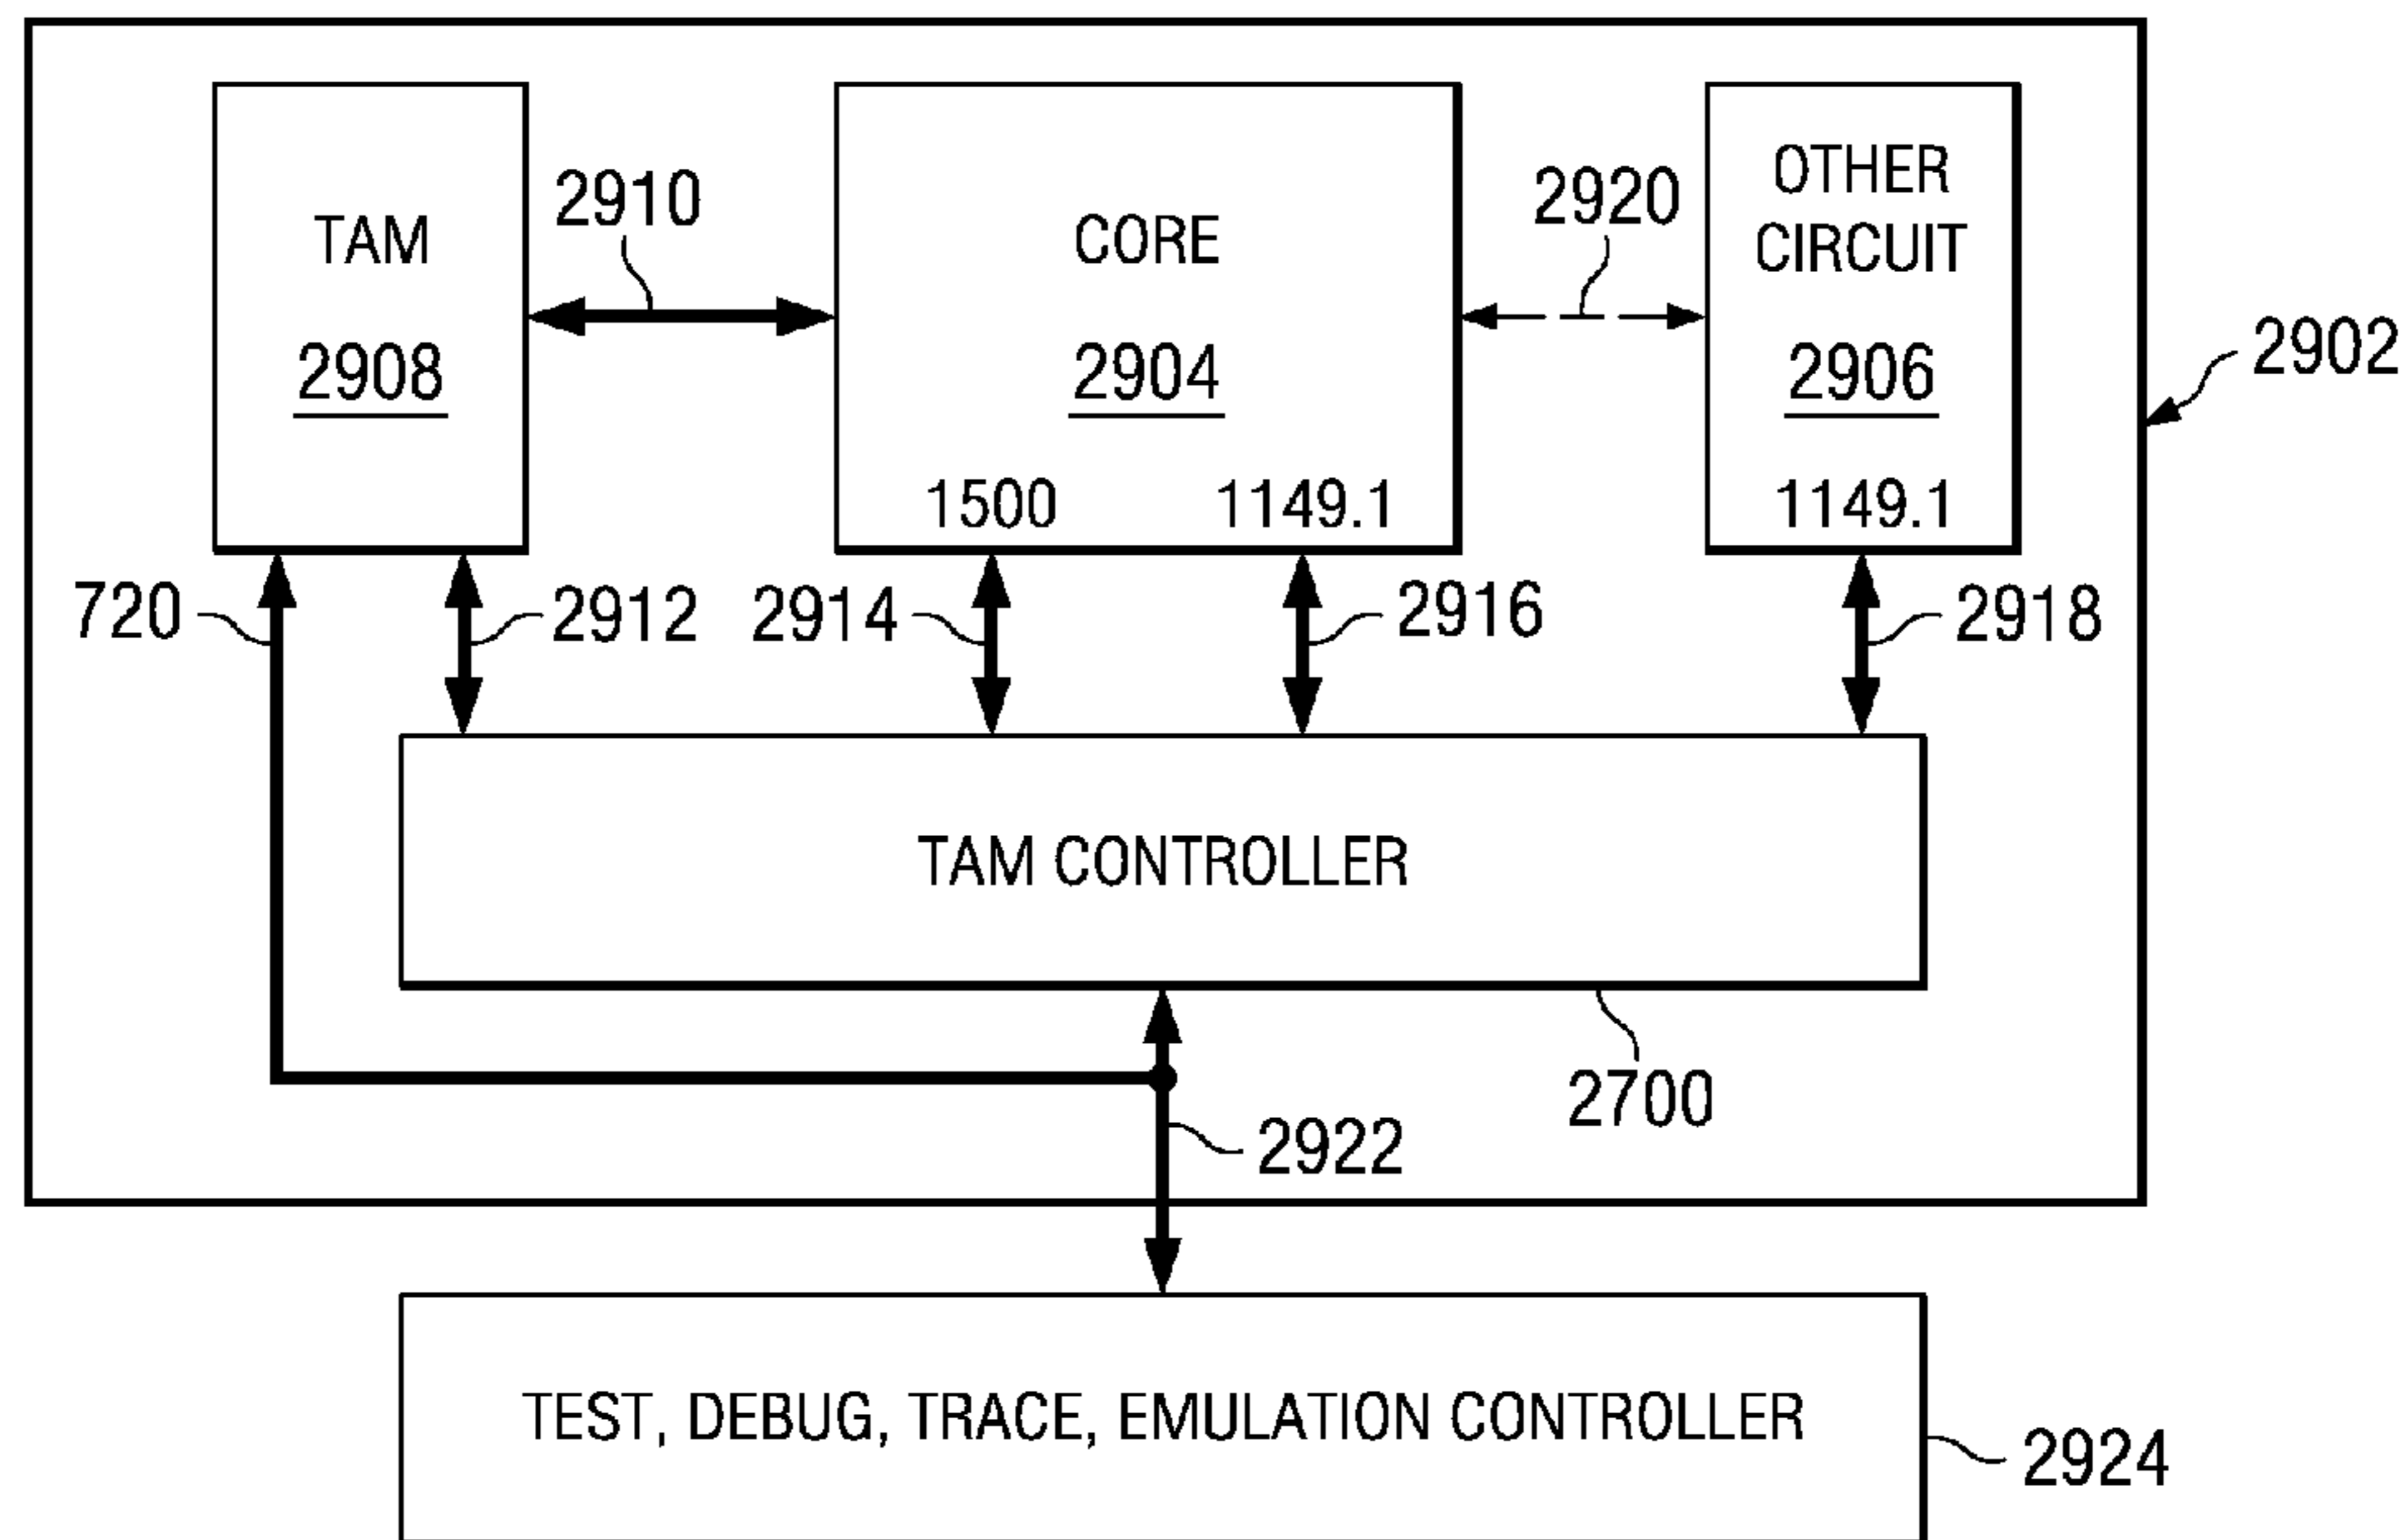 OTHER
2910
2920
TAM
CORE
CIRCUIT
2902
2908
2904
2906
1500
1149.1
1149.1
720
2912
2914
2916
2918
TAM CONTROLLER
2700
2922
TEST, DEBUG, TRACE, EMULATION CONTROLLER
2924